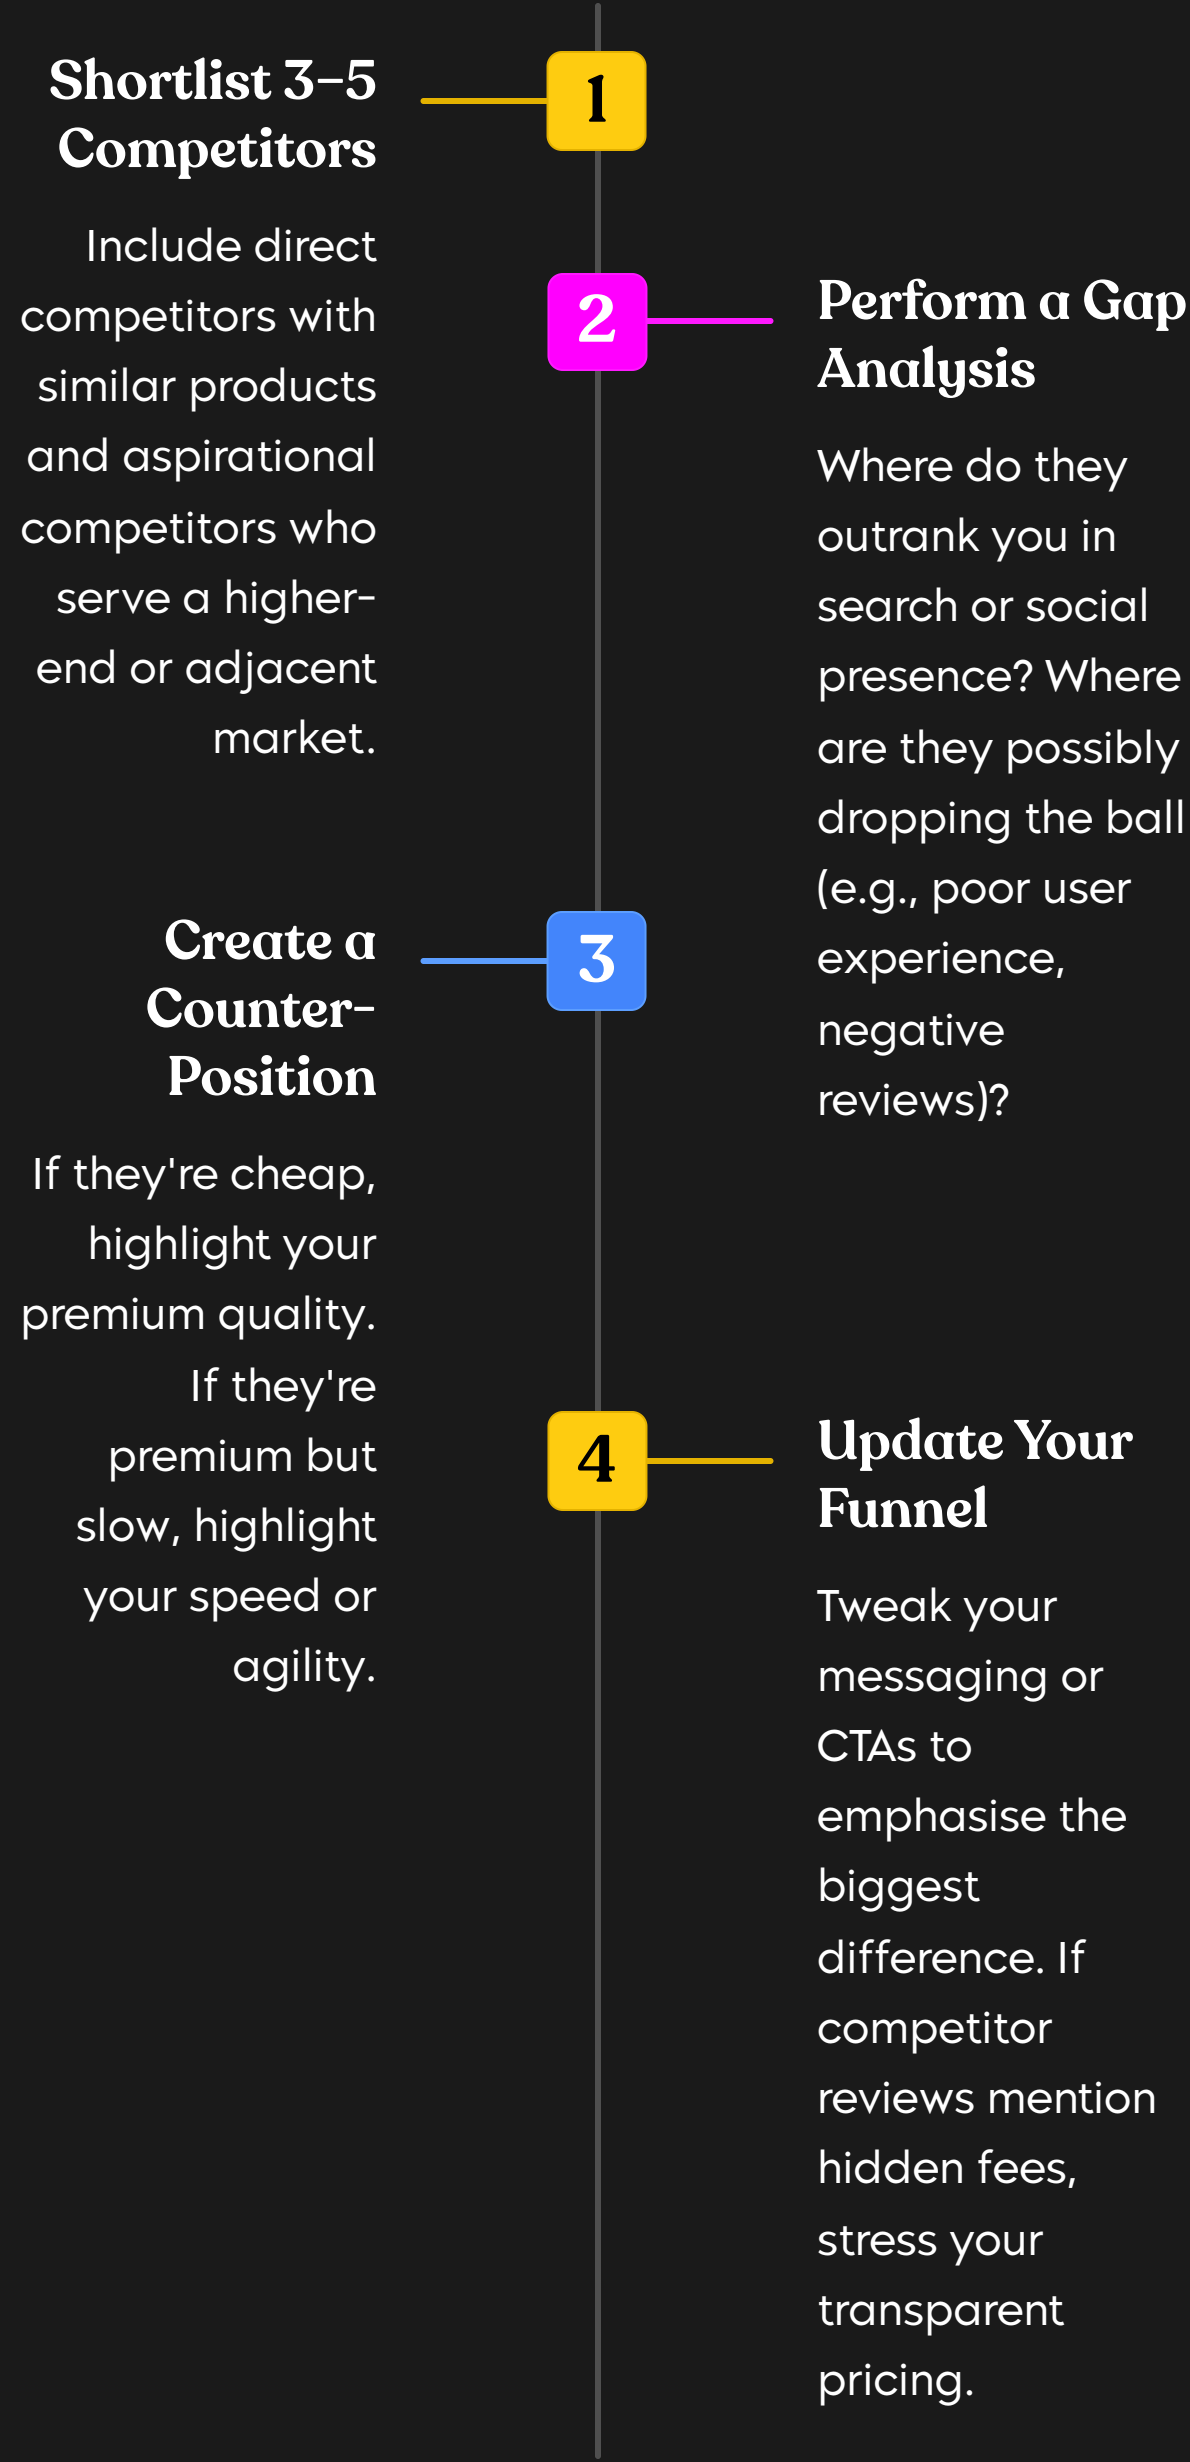 1
Shortlist 3–5
Competitors
Include direct
competitors with
similar products
and aspirational
competitors who
serve a higher-
end or adjacent
market.
2
Perform a Gap
Analysis
Where do they
outrank you in
search or social
presence? Where
are they possibly
dropping the ball
(e.g., poor user
experience,
negative
reviews)?
3
Create a
Counter-
Position
If they're cheap,
highlight your
premium quality.
If they're
premium but
slow, highlight
your speed or
agility.
4
Update Your
Funnel
Tweak your
messaging or
CTAs to
emphasise the
biggest
difference. If
competitor
reviews mention
hidden fees,
stress your
transparent
pricing.